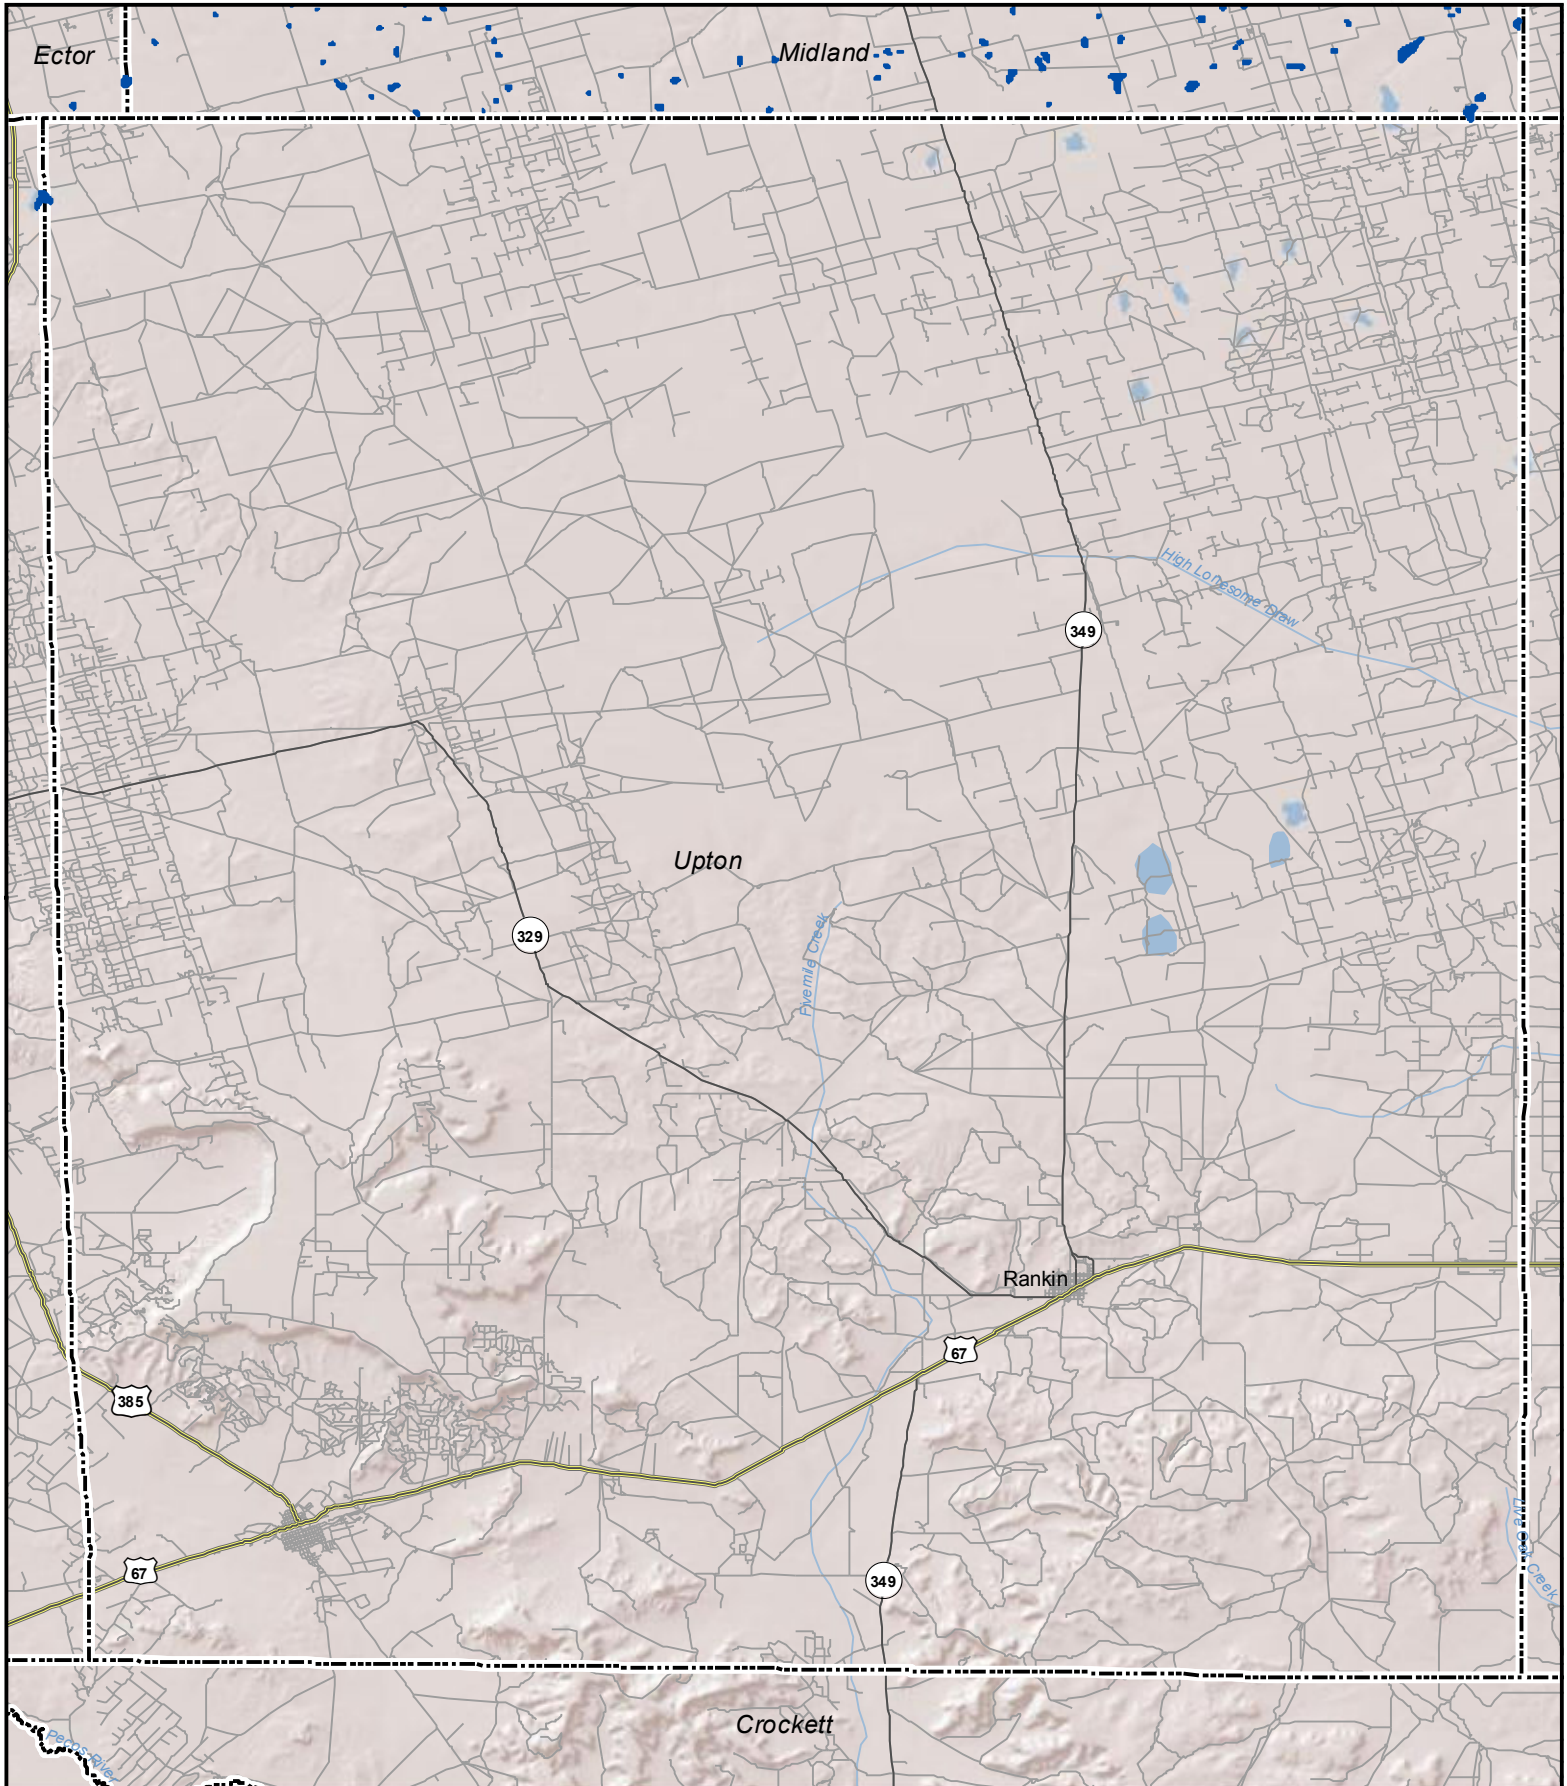 Ector
Midland
High Lonesome Draw
349
Upton
Fivemile Creek
329
Rankin
67
385
67
349
Live Oak Creek
Crockett
Pecos River